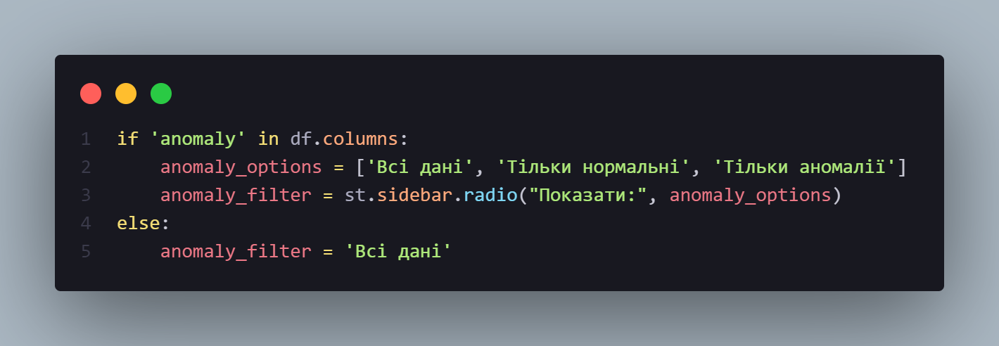 1 if 'anomaly' in df.columns:
2     anomaly_options = ['Всі дані', 'Тільки нормальні', 'Тільки аномалії']
3     anomaly_filter = st.sidebar.radio("Показати:", anomaly_options)
4 else:
5     anomaly_filter = 'Всі дані'